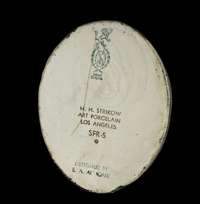 M. H. STRIKOW
ART PORCELAIN
LOS ANGELES
SFR-5
DESIGNED BY